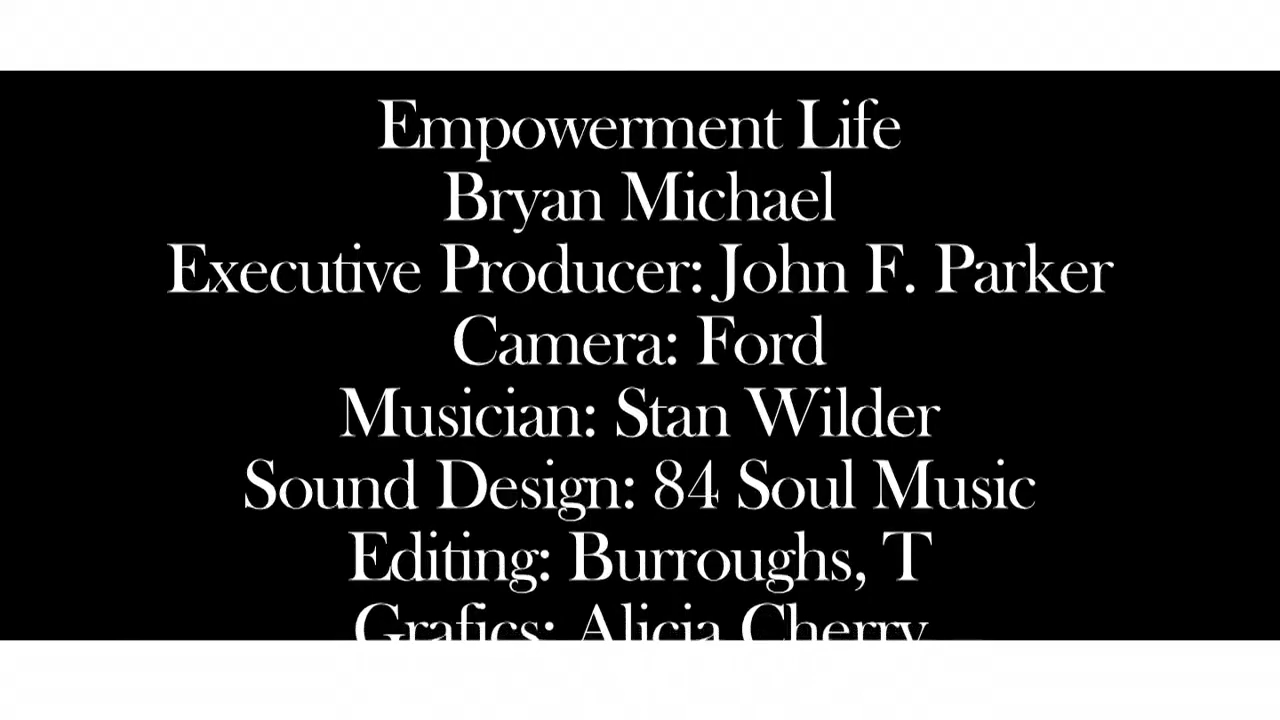 Empowerment Life
Bryan Michael
Executive Producer: John F. Parker
Camera: Ford
Musician: Stan Wilder
Sound Design: 84 Soul Music
Editing: Burroughs, T
Grafics: Alicia Cherry